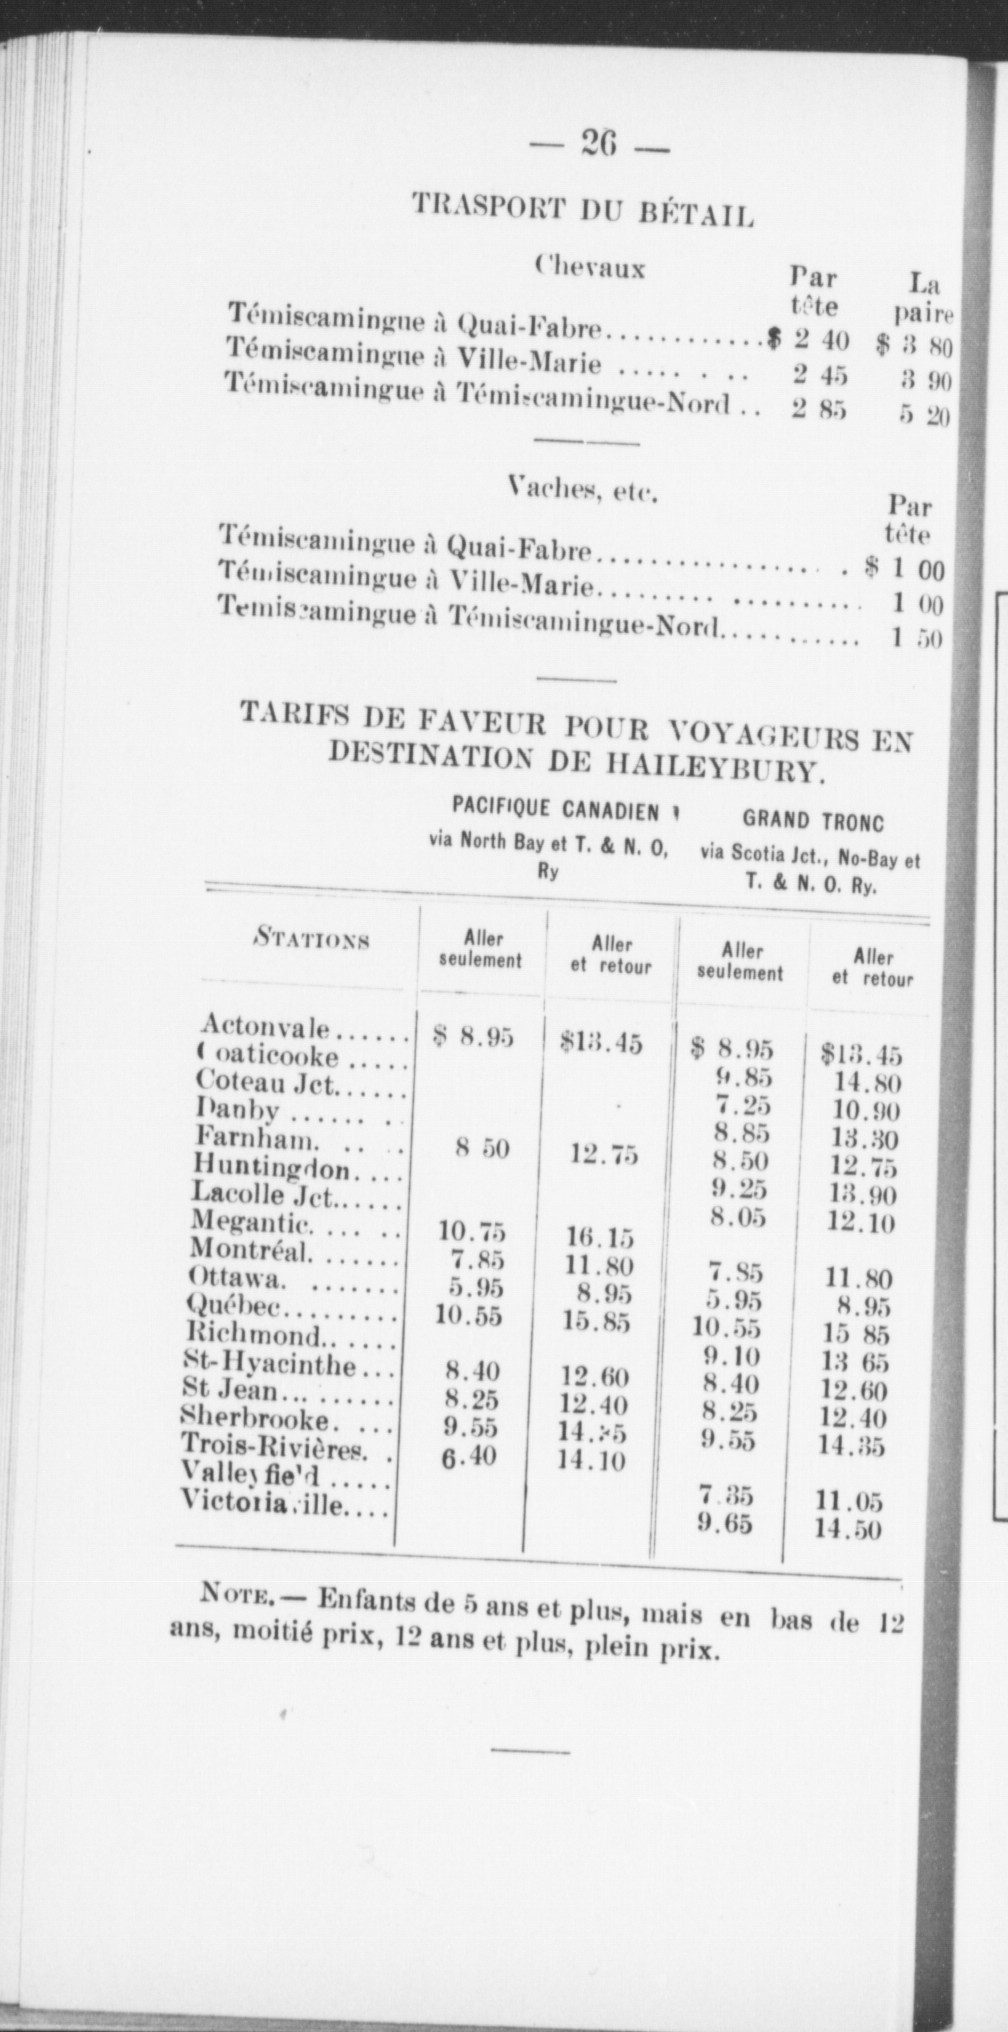 — 26 —
TRASPORT DU BÉTAIL
Chevaux Par tête La paire
Témiscamingue à Quai-Fabre............$ 2 40 $ 3 80
Témiscamingue à Ville-Marie ..... . .. 2 45 3 90
Témiscamingue à Témiscamingue-Nord .. 2 85 5 20
Vaches, etc. Par tête
Témiscamingue à Quai-Fabre................ . . $ 1 00
Témiscamingue à Ville-Marie......... .......... 1 00
Temiscamingue à Témiscamingue-Nord........... 1 50
TARIFS DE FAVEUR POUR VOYAGEURS EN
DESTINATION DE HAILEYBURY.
PACIFIQUE CANADIEN GRAND TRONC
via North Bay et T. & N. O, via Scotia Jct., No-Bay et
Ry T. & N. O. Ry.
STATIONS Aller seulement Aller et retour Aller seulement Aller et retour
Actonvale...... $ 8.95 $13.45 $ 8.95 $13.45
Coaticooke ..... 9.85 14.80
Coteau Jct...... 7.25 10.90
Danby ...... . 8.85 13.30
Farnham. .. . . 8 50 12.75 8.50 12.75
Huntingdon.... 9.25 13.90
Lacolle Jct...... 8.05 12.10
Megantic.... .. 10.75 16.15
Montréal. ...... 7.85 11.80 7.85 11.80
Ottawa. ....... 5.95 8.95 5.95 8.95
Québec.......... 10.55 15.85 10.55 15 85
Richmond.. .... 9.10 13 65
St-Hyacinthe... 8.40 12.60 8.40 12.60
St Jean... ...... 8.25 12.40 8.25 12.40
Sherbrooke. ... 9.55 9.55 14.35
Trois-Rivières. . 6.40 14.10
Valleyfield ..... 7.35 11.05
Victoriaville.... 9.65 14.50
NOTE.— Enfants de 5 ans et plus, mais en bas de 12
ans, moitié prix, 12 ans et plus, plein prix.